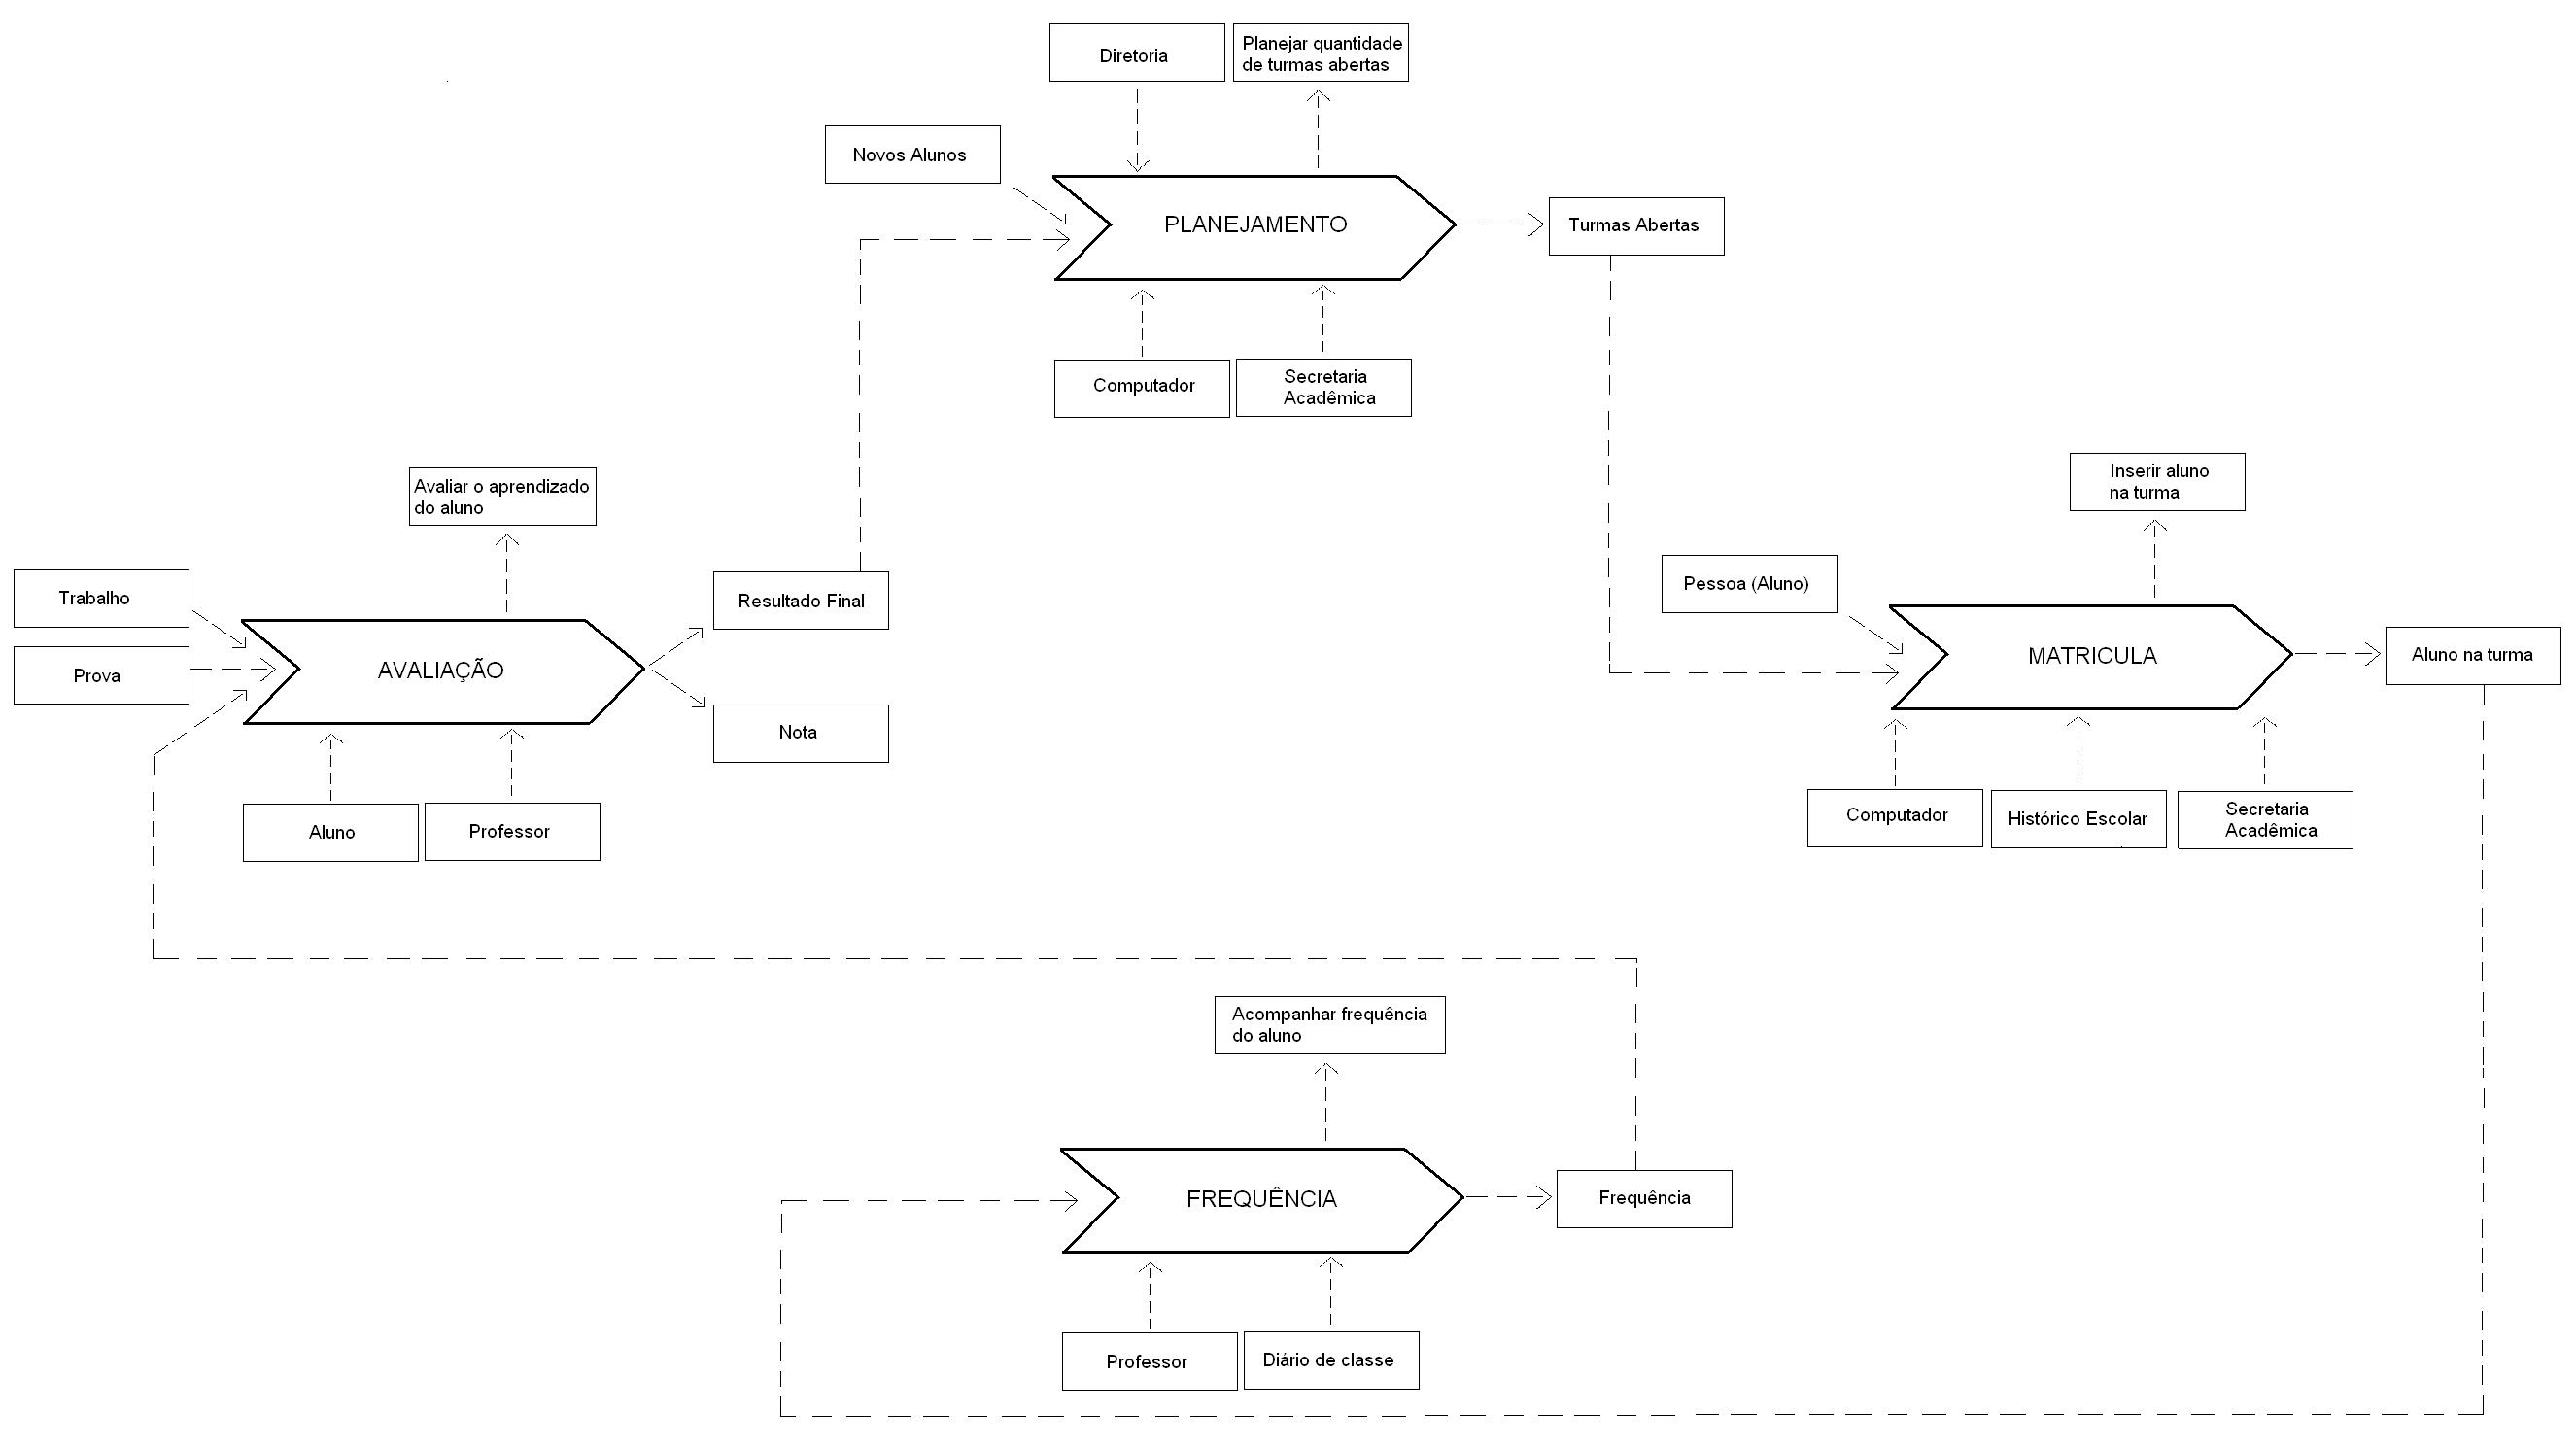 Diretoria
Planejar quantidade
de turmas abertas
Novos Alunos
PLANEJAMENTO
Turmas Abertas
Computador
Secretaria
Acadêmica
Avaliar o aprendizado
do aluno
Trabalho
Prova
AVALIAÇÃO
Resultado Final
Nota
Aluno
Professor
Inserir aluno
na turma
Pessoa (Aluno)
MATRICULA
Aluno na turma
Computador
Histórico Escolar
Secretaria
Acadêmica
Acompanhar frequência
do aluno
FREQUÊNCIA
Frequência
Professor
Diário de classe